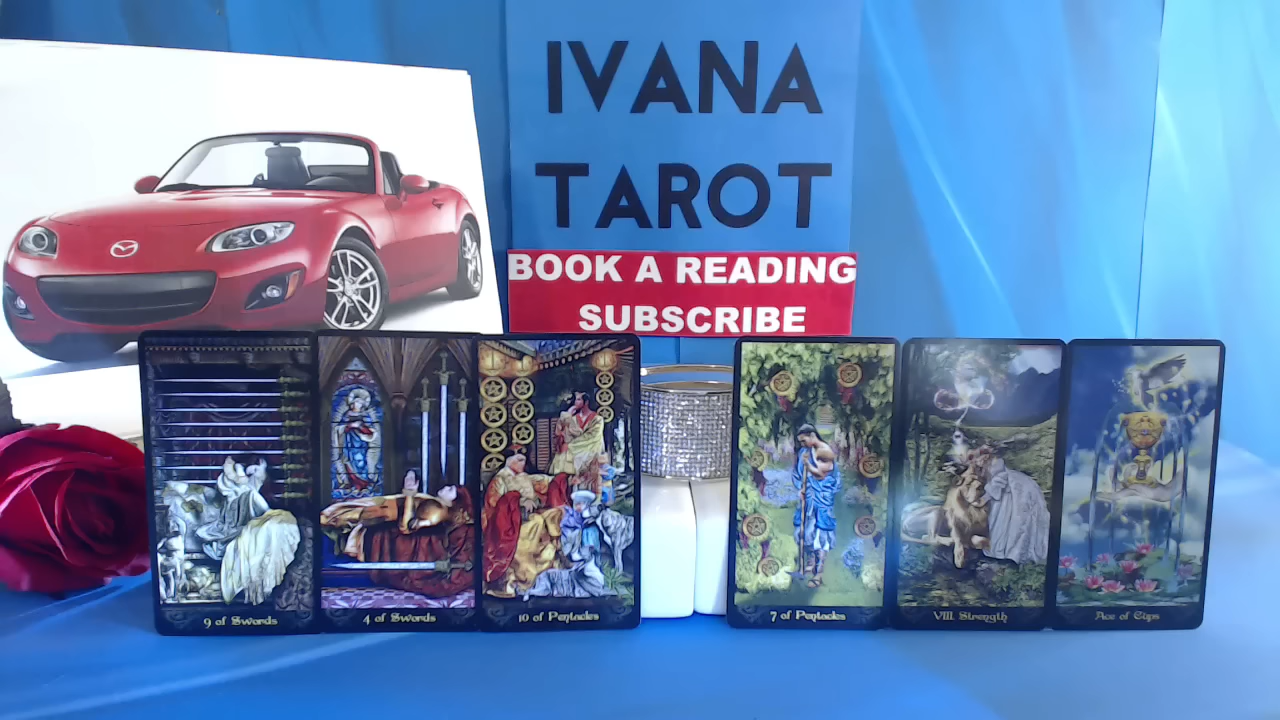 IVANA
TAROT
BOOK A READING
SUBSCRIBE
9 of Swords
4 of Swords
10 of Pentacles
7 of Pentacles
VIII. Strength
Ace of Cups